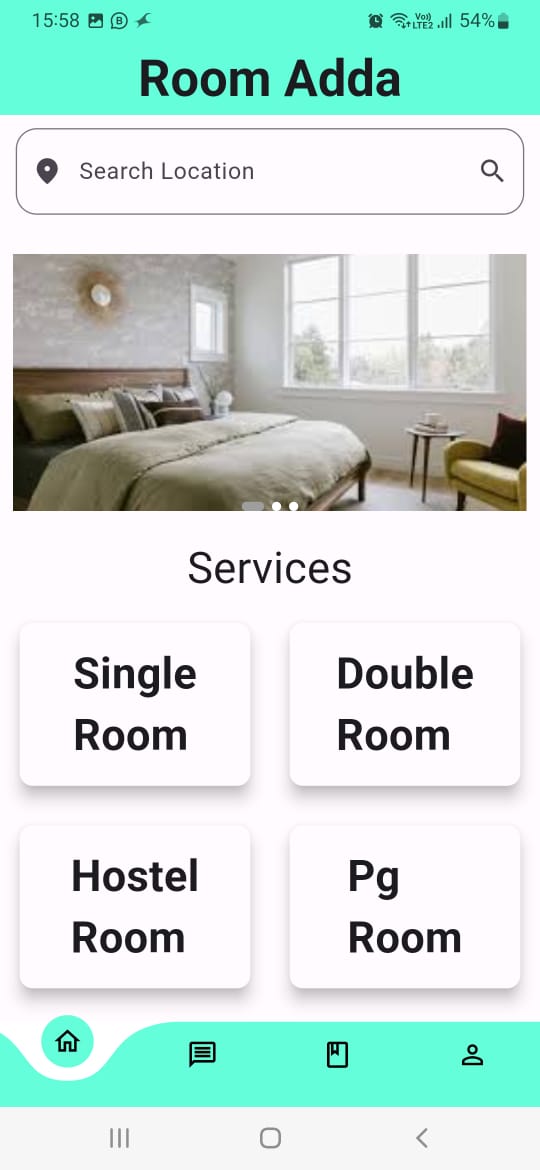 15:58
Vo)) LTE2 54%
Room Adda
Search Location
Services
Single
Room
Double
Room
Hostel
Room
Pg
Room